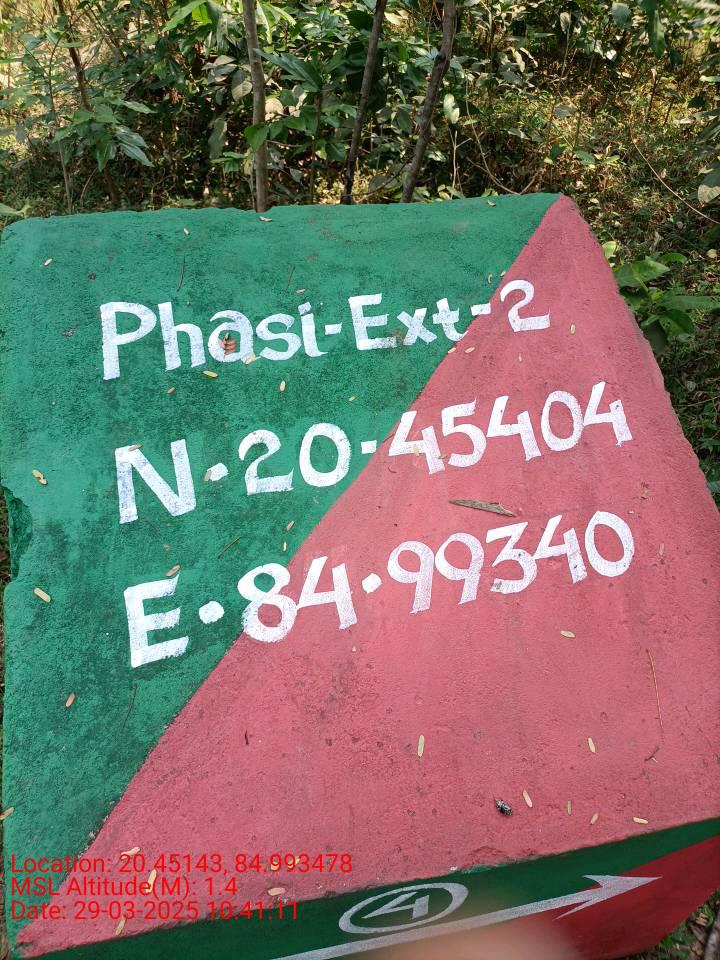 Phasi-Ext-2
N-20.45404
E.84.99340
Location: 20.45143, 84.993478
MSL Altitude(M): 1.4
Date: 29-03-2025 10:41:11
4